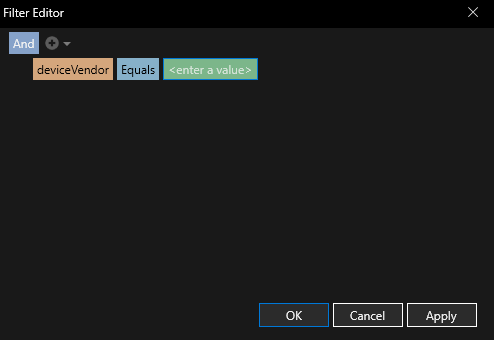 Filter Editor
And
deviceVendor Equals <enter a value>
OK Cancel Apply